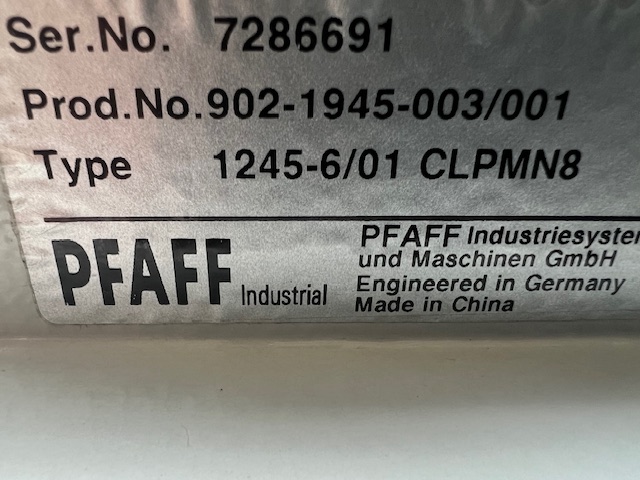 Ser.No. 7286691
Prod.No.902-1945-003/001
Type 1245-6/01 CLPMN8
PFAFF Industrial
PFAFF Industriesyster
und Maschinen GmbH
Engineered in Germany
Made in China